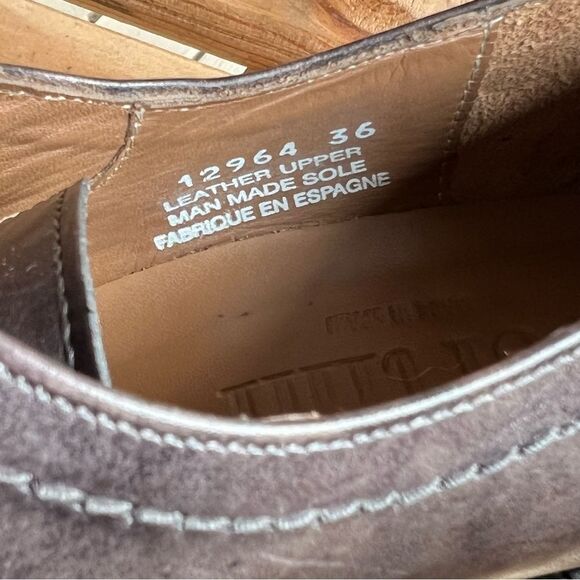 12964 36
LEATHER UPPER
MAN MADE SOLE
FABRIQUE EN ESPAGNE